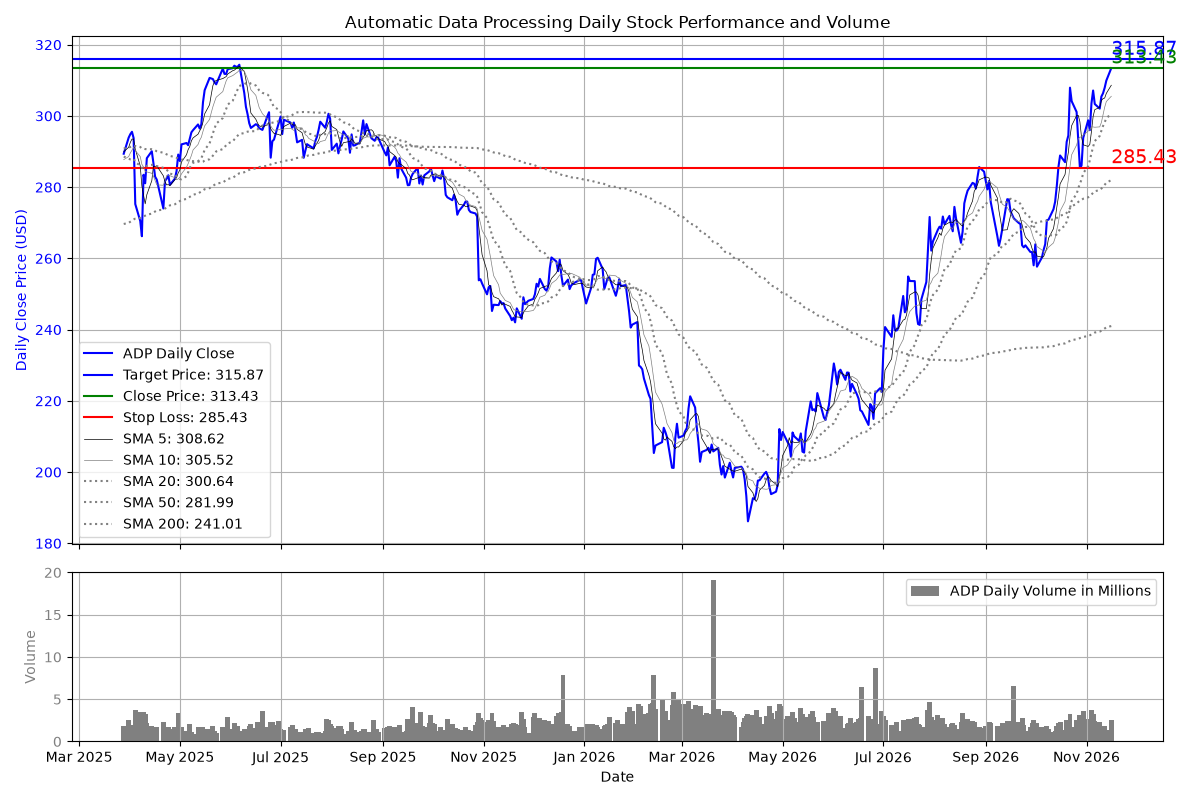 Automatic Data Processing Daily Stock Performance and Volume
315.87
313.43
285.43
320
300
280
260
240
220
200
180
Daily Close Price (USD)
ADP Daily Close
Target Price: 315.87
Close Price: 313.43
Stop Loss: 285.43
SMA 5: 308.62
SMA 10: 305.52
SMA 20: 300.64
SMA 50: 281.99
SMA 200: 241.01
20
15
10
5
0
Volume
ADP Daily Volume in Millions
Mar 2025 May 2025 Jul 2025 Sep 2025 Nov 2025 Jan 2026 Mar 2026 May 2026 Jul 2026 Sep 2026 Nov 2026
Date